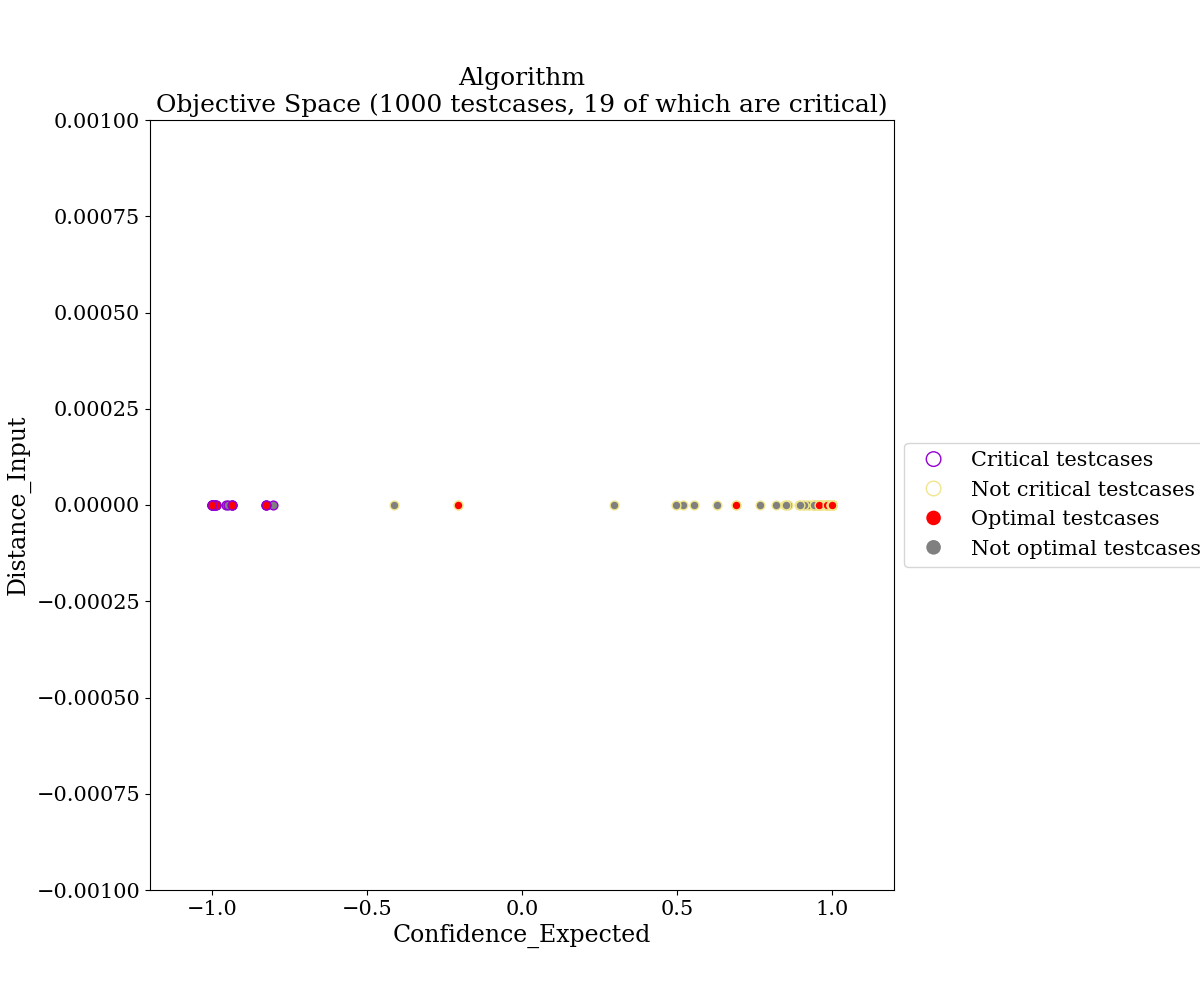 Algorithm
Objective Space (1000 testcases, 19 of which are critical)
0.00100
0.00075
0.00050
0.00025
0.00000
−0.00025
−0.00050
−0.00075
−0.00100
Distance_Input
−1.0
−0.5
0.0
0.5
1.0
Confidence_Expected
Critical testcases
Not critical testcases
Optimal testcases
Not optimal testcases